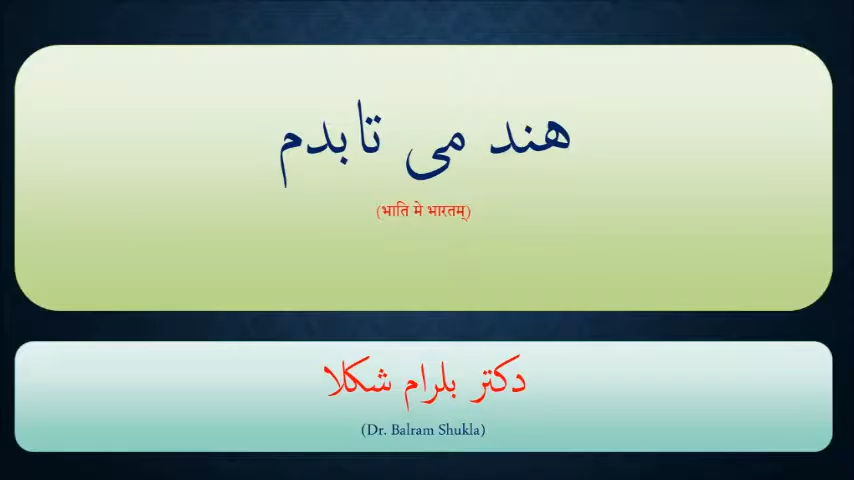 هند می تابدم
(भाति मे भारतम्)
دکتر بلرام شکلا
(Dr. Balram Shukla)